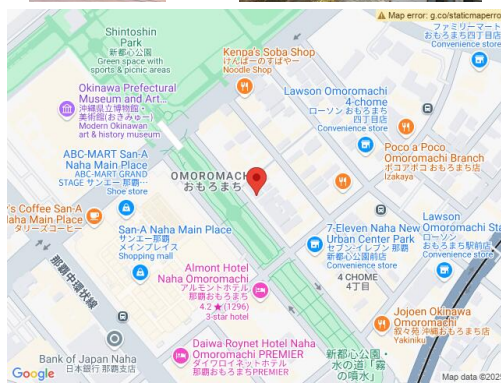 Map error: g.co/staticmaperro
Shintoshin
Park
新都心公園
Green space with
sports & picnic areas
ファミリーマート
おもろまち四丁目店
Convenience store
Kenpa's Soba Shop
けんぱーのすばやー
Noodle Shop
Lawson Omoromachi
4-chome
ローソン おもろまち
四丁目店
Convenience store
Okinawa Prefectural
Museum and Art...
沖縄県立博物館・
美術館(おきみゅー)
Modern Okinawan
art & history museum
Poco a Poco
Omoromachi Branch
ポコアポコ おもろまち店
Izakaya
ABC-MART San-A
Naha Main Place
ABC-MART GRAND
STAGE サンエー 那覇…
Shoe store
OMOROMACHI
おもろまち
y's Coffee San-A
Naha Main Place
タリーズコーヒー
San-A Naha Main Place
サンエー那覇
メインプレイス
Shopping mall
7-Eleven Naha New
Urban Center Park
セブン-イレブン 那覇
新都心公園前店
Convenience store
Lawson
Omoromachi Sta
ローソン
おもろまち駅前店
Convenience store
4 CHOME
4丁目
Almont Hotel
Naha Omoromachi
アルモントホテル
那覇おもろまち
4.2★(1296)
3-star hotel
那覇中環状線
Jojoen Okinawa
Omoromachi
叙々苑 沖縄おもろまち店
Yakiniku
Bank of Japan Naha
日本銀行 那覇支店
Daiwa Roynet Hotel Naha
Omoromachi PREMIER
ダイワロイネットホテル
那覇おもろまちPREMIER
新都心公園・
水の道「霧
の噴水」
Google
Map data ©2025